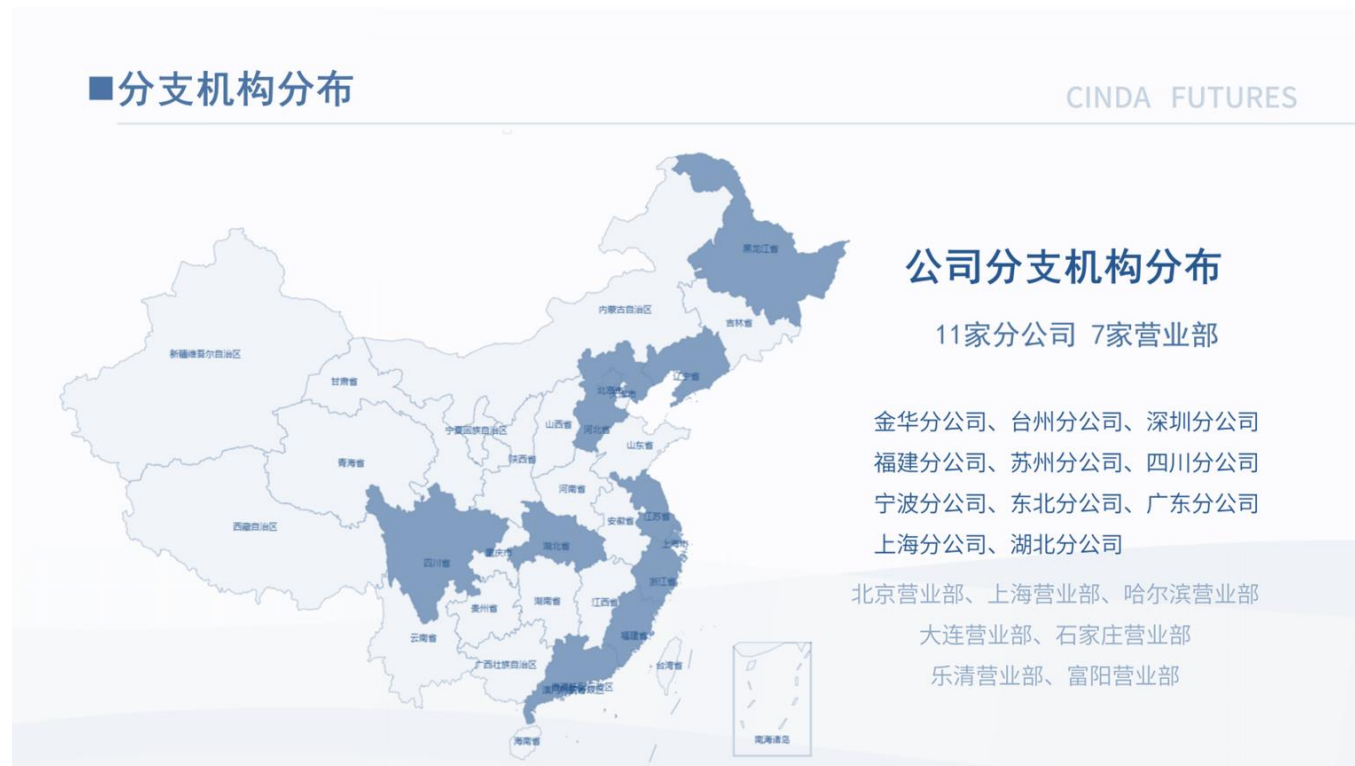 ■分支机构分布
CINDA FUTURES
黑龙江省
内蒙古自治区
吉林省
新疆维吾尔自治区
甘肃省
辽宁省
北京市
宁夏回族自治区
山西省
河北省
山东省
青海省
陕西省
河南省
西藏自治区
安徽省
江苏省
上海市
四川省
重庆市
湖北省
浙江省
贵州省
湖南省
江西省
云南省
福建省
广西壮族自治区
台湾省
海南省
南海诸岛
公司分支机构分布
11家分公司 7家营业部
金华分公司、台州分公司、深圳分公司
福建分公司、苏州分公司、四川分公司
宁波分公司、东北分公司、广东分公司
上海分公司、湖北分公司
北京营业部、上海营业部、哈尔滨营业部
大连营业部、石家庄营业部
乐清营业部、富阳营业部